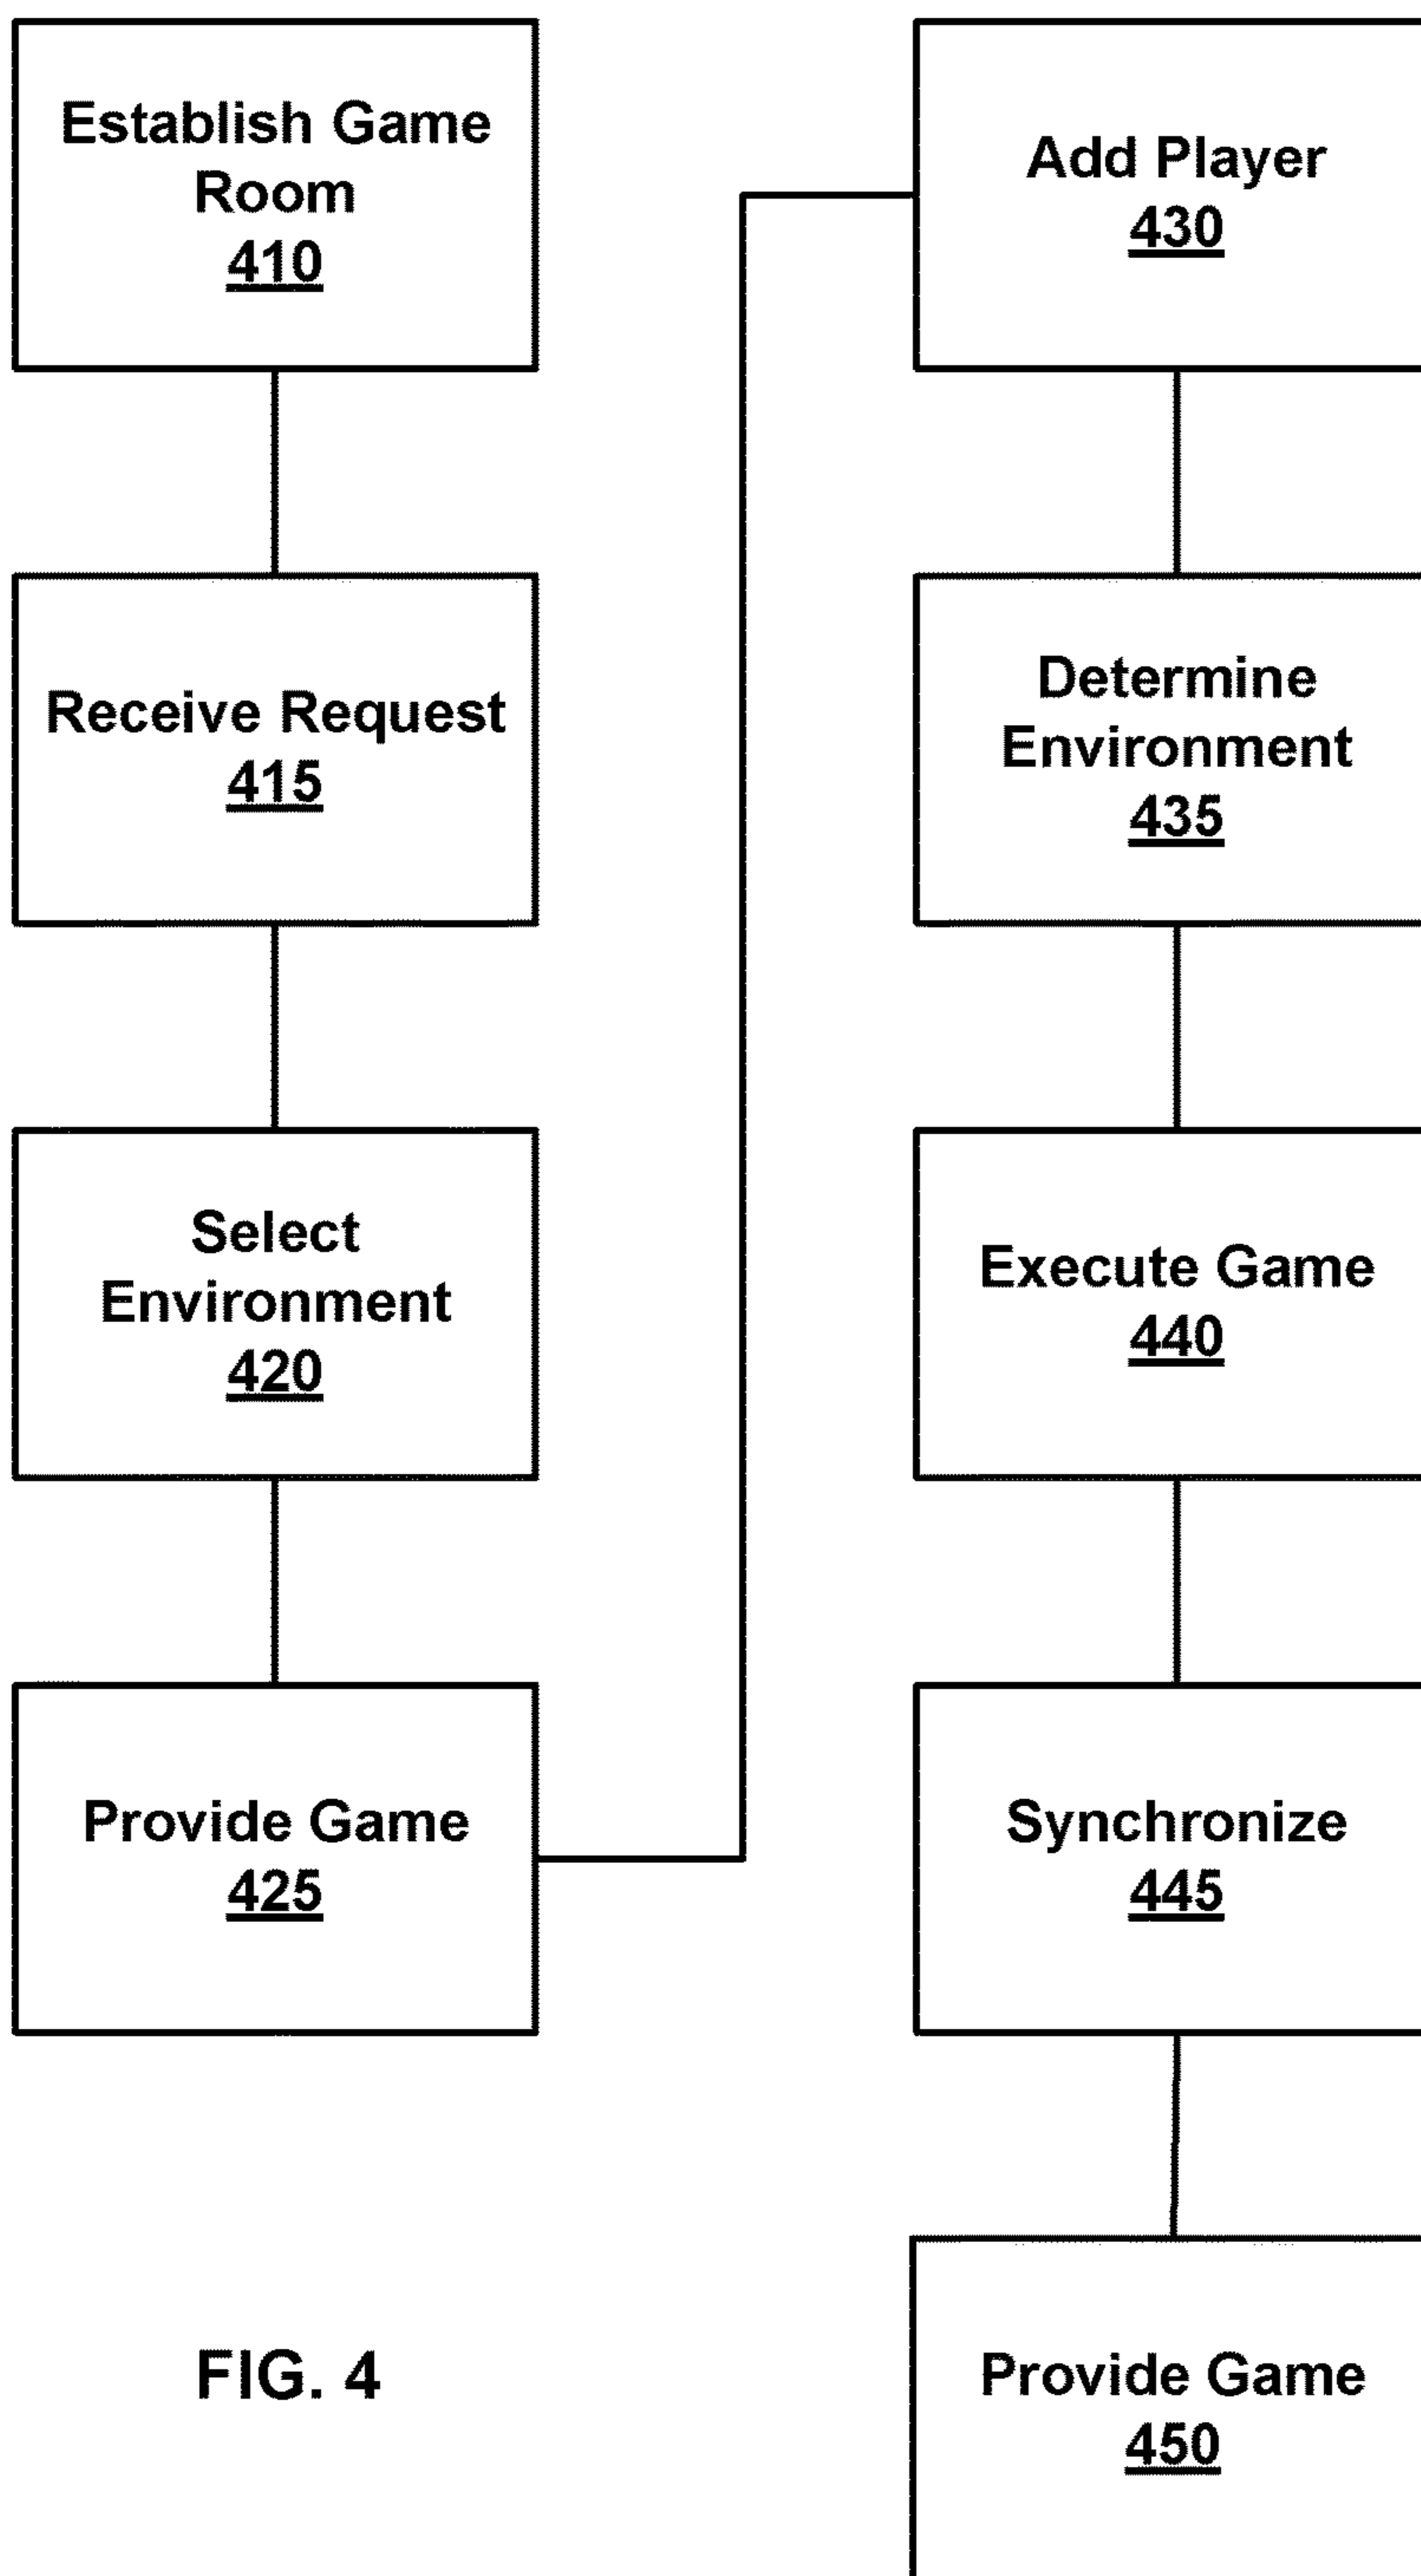 Establish Game
Room
410
Receive Request
415
Select
Environment
420
Provide Game
425
Add Player
430
Determine
Environment
435
Execute Game
440
Synchronize
445
Provide Game
450
FIG. 4